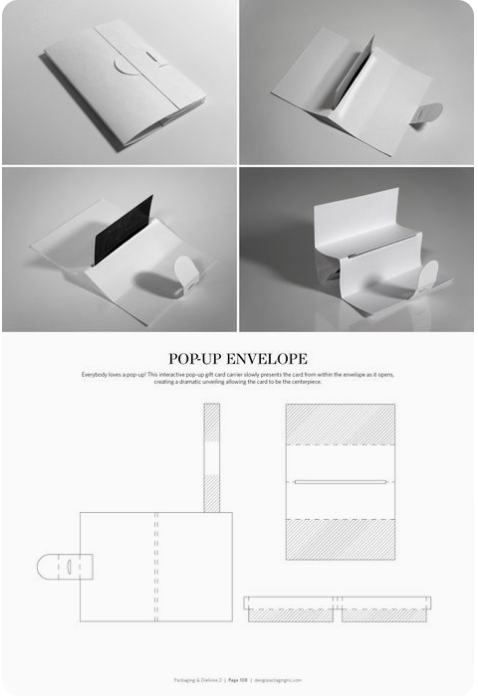 POP-UP ENVELOPE
Everybody loves a pop-up! This interactive pop-up gift card carrier slowly presents the card from within the envelope as it opens,
creating a dramatic unveiling allowing the card to be the centerpiece.
Packaging & Dielines 2 | Page 108 | designpackaginginc.com